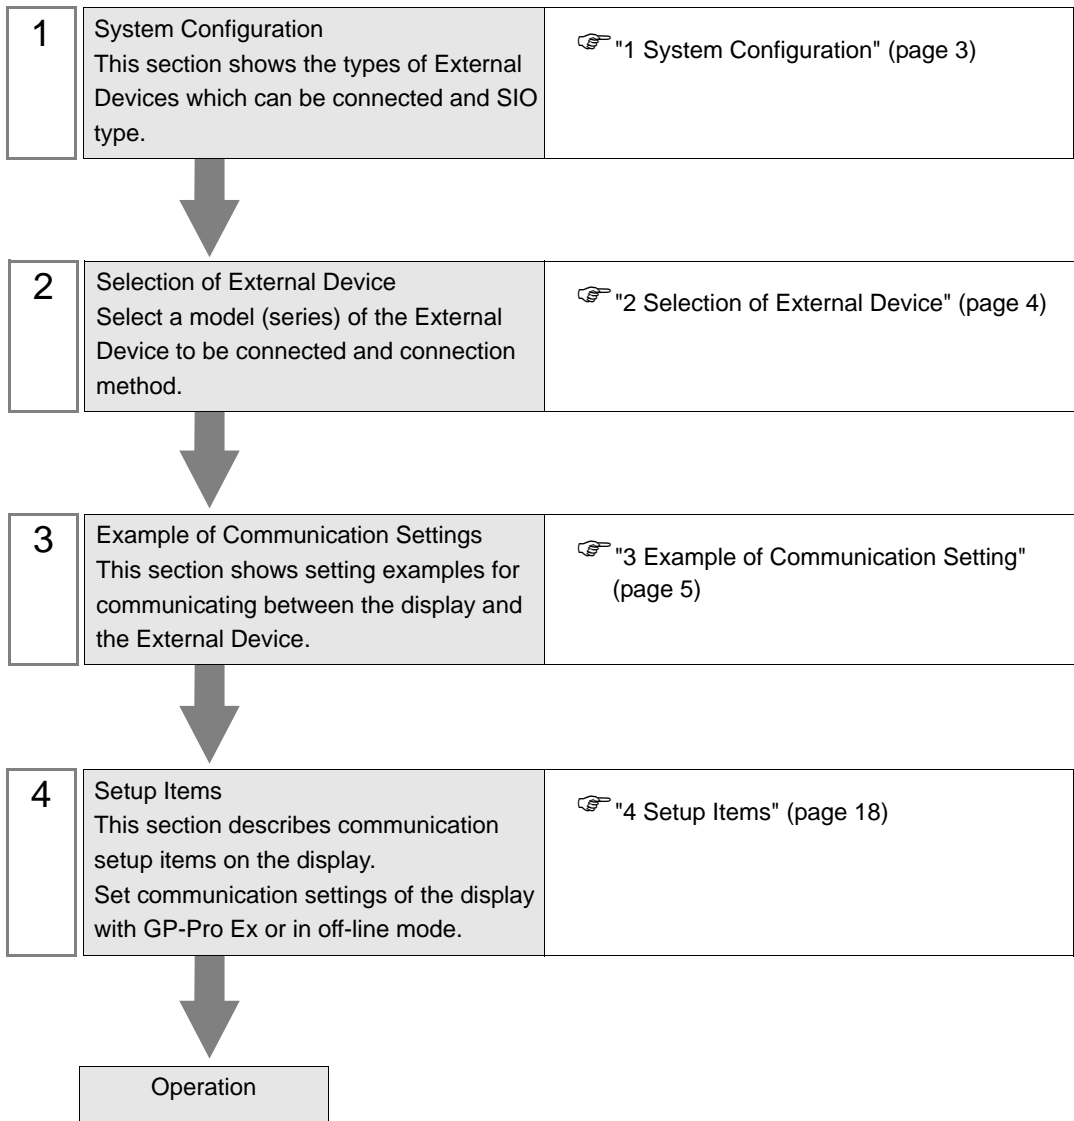 1
System Configuration
This section shows the types of External
Devices which can be connected and SIO
type.
"1 System Configuration" (page 3)
2
Selection of External Device
Select a model (series) of the External
Device to be connected and connection
method.
"2 Selection of External Device" (page 4)
3
Example of Communication Settings
This section shows setting examples for
communicating between the display and
the External Device.
"3 Example of Communication Setting"
(page 5)
4
Setup Items
This section describes communication
setup items on the display.
Set communication settings of the display
with GP-Pro Ex or in off-line mode.
"4 Setup Items" (page 18)
Operation